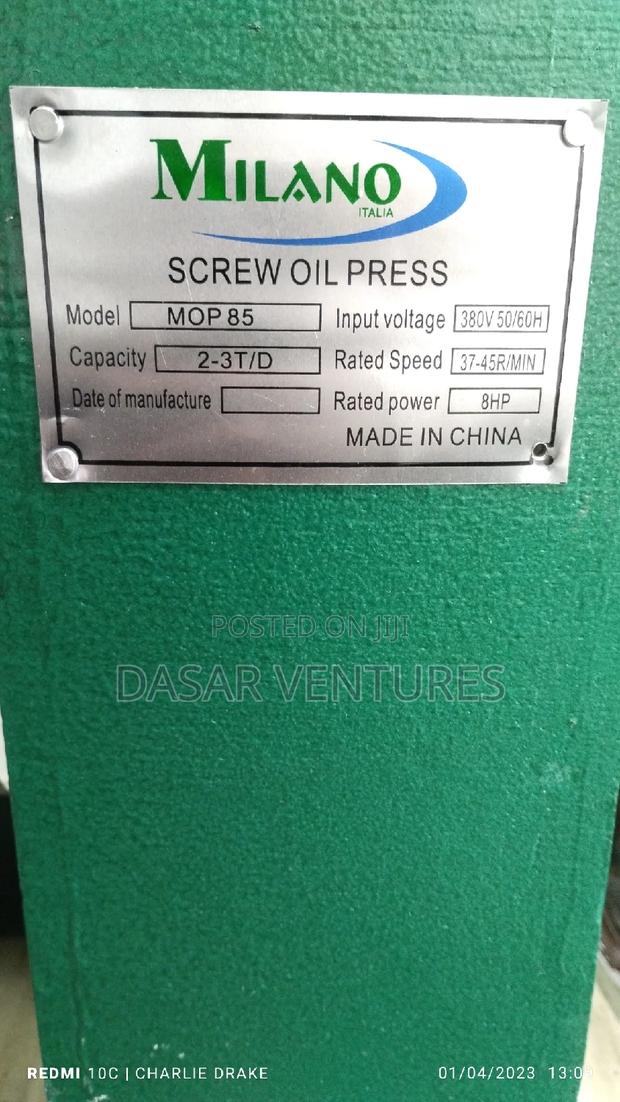 MILANO
ITALIA
SCREW OIL PRESS
Model MOP 85 Input voltage 380V 50/60H
Capacity 2-3T/D Rated Speed 37-45R/MIN
Date of manufacture Rated power 8HP
MADE IN CHINA
POSTED ON JIJI
DASAR VENTURES
REDMI 10C | CHARLIE DRAKE 01/04/2023 13:09